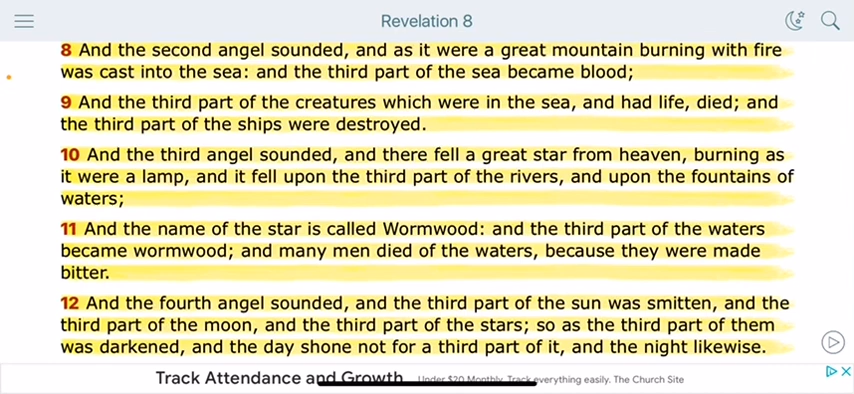 Revelation 8
8 And the second angel sounded, and as it were a great mountain burning with fire
was cast into the sea: and the third part of the sea became blood;
9 And the third part of the creatures which were in the sea, and had life, died; and
the third part of the ships were destroyed.
10 And the third angel sounded, and there fell a great star from heaven, burning as
it were a lamp, and it fell upon the third part of the rivers, and upon the fountains of
waters;
11 And the name of the star is called Wormwood: and the third part of the waters
became wormwood; and many men died of the waters, because they were made
bitter.
12 And the fourth angel sounded, and the third part of the sun was smitten, and the
third part of the moon, and the third part of the stars; so as the third part of them
was darkened, and the day shone not for a third part of it, and the night likewise.
Track Attendance and Growth Under $20 Monthly. Track everything easily. The Church Site